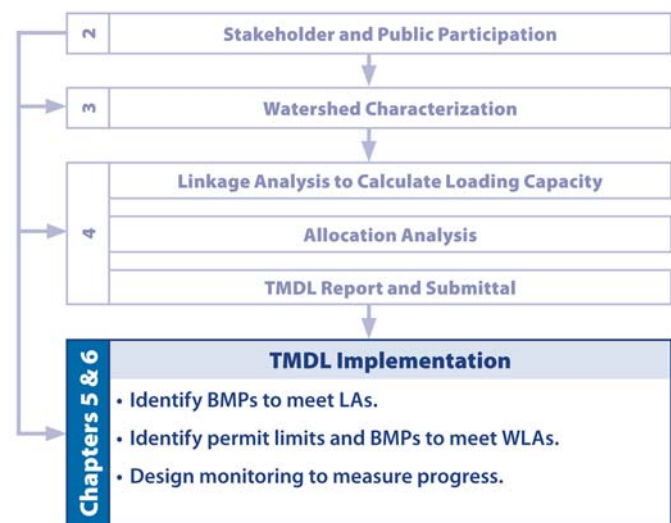 2
Stakeholder and Public Participation
3
Watershed Characterization
4
Linkage Analysis to Calculate Loading Capacity
Allocation Analysis
TMDL Report and Submittal
Chapters 5 & 6
TMDL Implementation
• Identify BMPs to meet LAs.
• Identify permit limits and BMPs to meet WLAs.
• Design monitoring to measure progress.